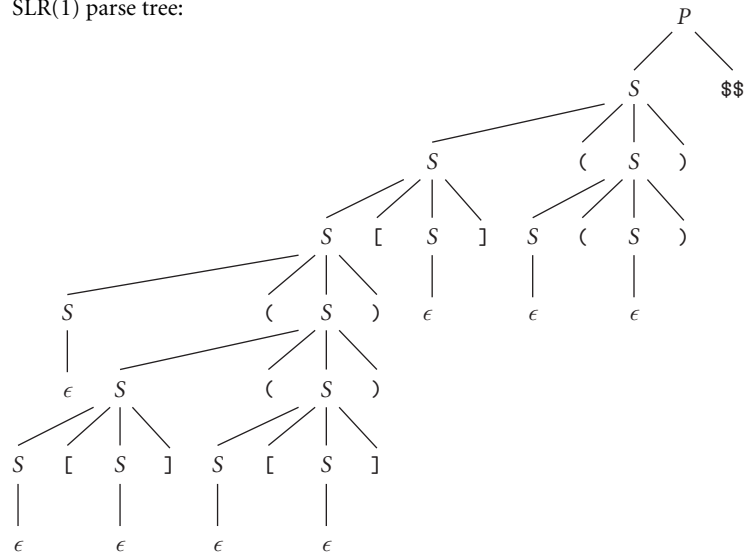 SLR(1) parse tree:
P
S $$
S ( S )
S [ S ] S ( S )
S ( S ) ϵ ϵ ϵ
ϵ S ( S )
S [ S ] S [ S ]
ϵ ϵ ϵ ϵ